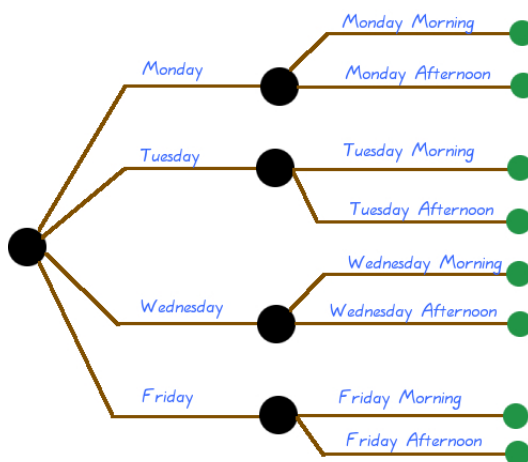 Monday Morning
Monday
Monday Afternoon
Tuesday Morning
Tuesday
Tuesday Afternoon
Wednesday Morning
Wednesday
Wednesday Afternoon
Friday
Friday Morning
Friday Afternoon